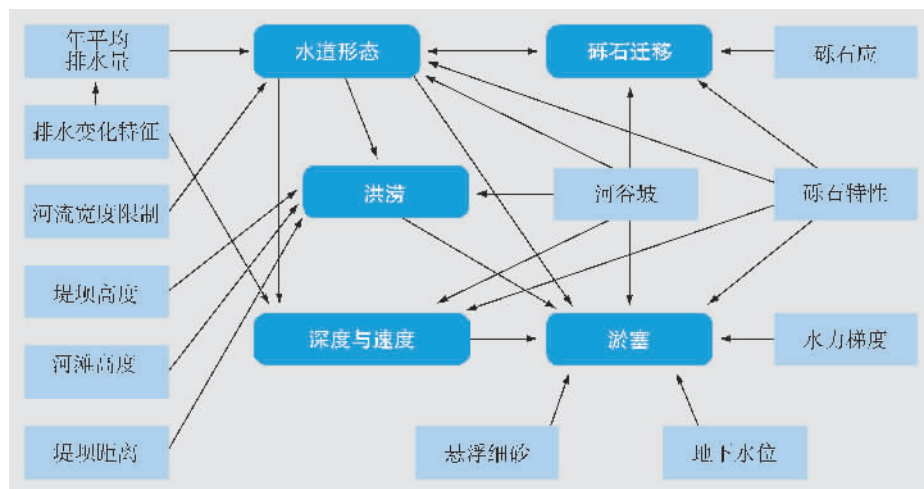 年平均
排水量
水道形态
砾石迁移
砾石应
排水变化特征
河流宽度限制
洪涝
河谷坡
砾石特性
堤坝高度
河滩高度
深度与速度
淤塞
水力梯度
堤坝距离
悬浮细砂
地下水位